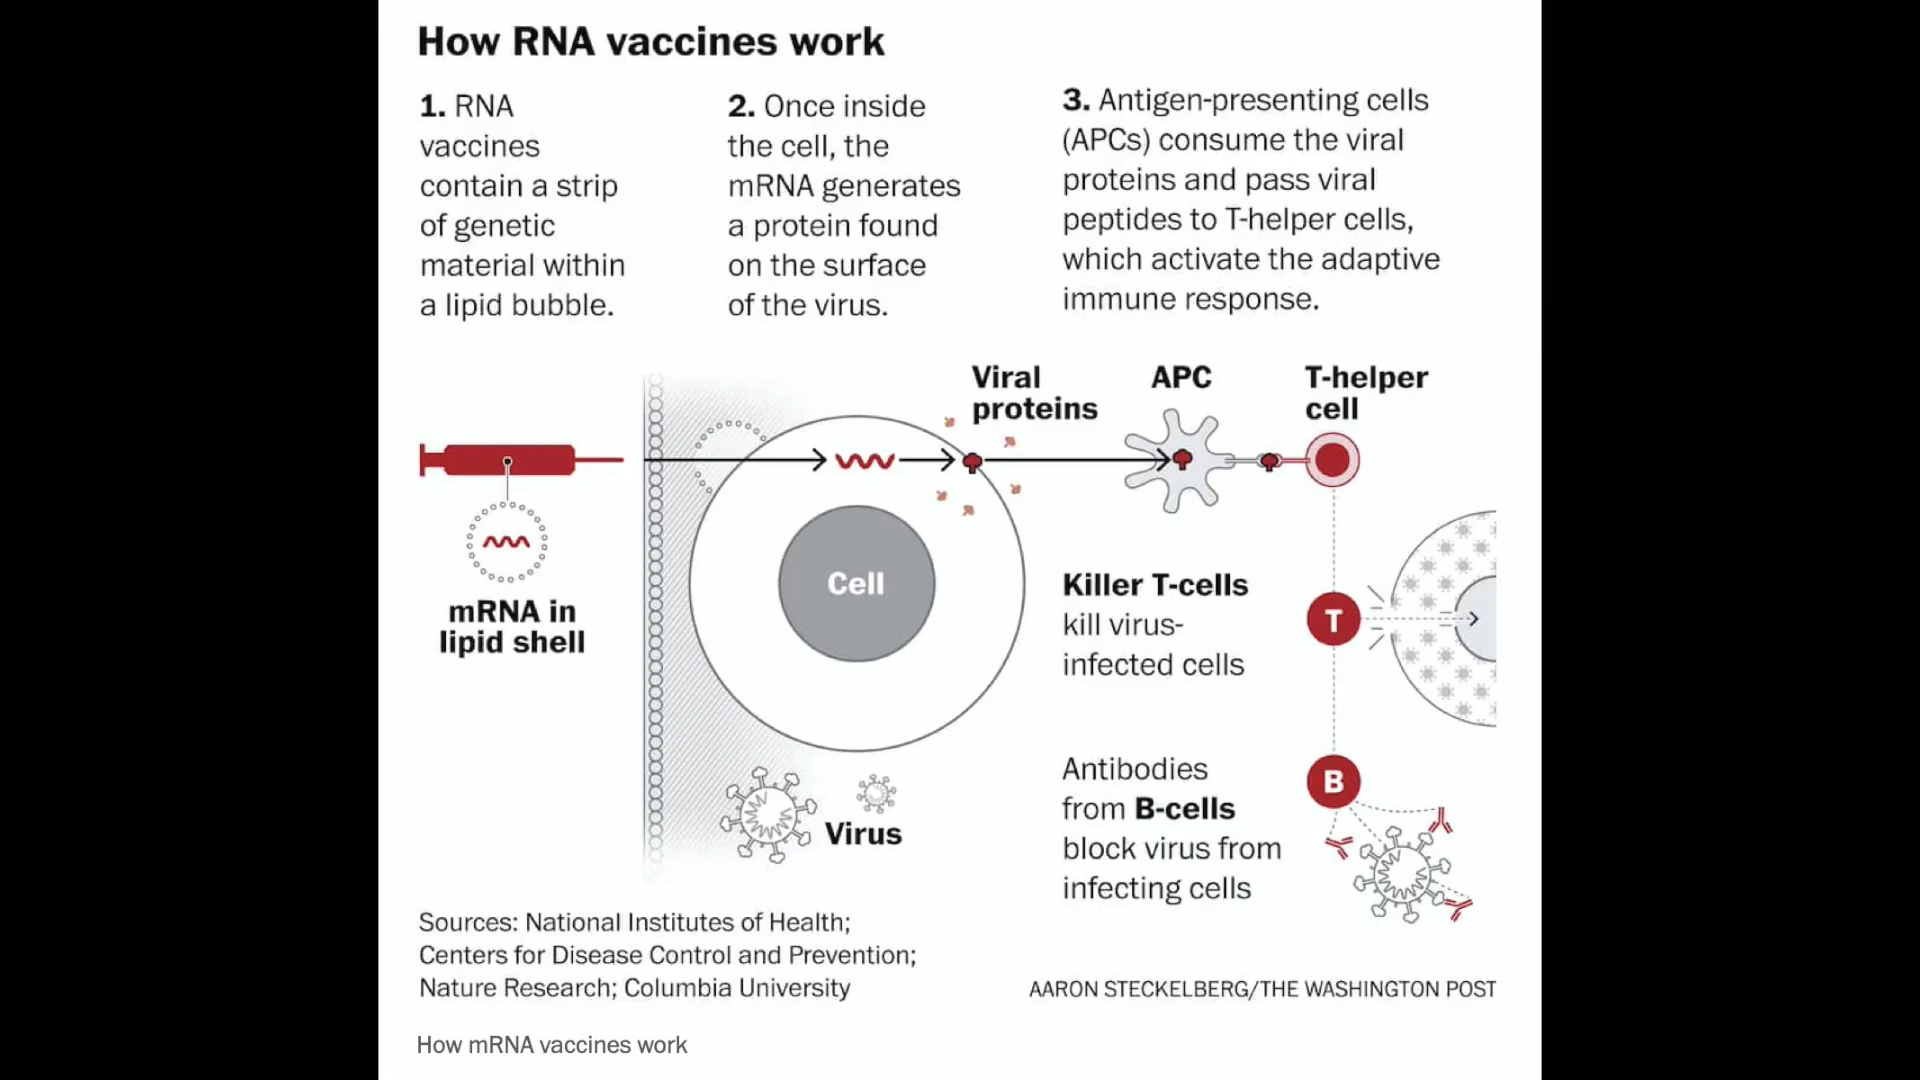 How RNA vaccines work
1. RNA
vaccines
contain a strip
of genetic
material within
a lipid bubble.
2. Once inside
the cell, the
mRNA generates
a protein found
on the surface
of the virus.
3. Antigen-presenting cells
(APCs) consume the viral
proteins and pass viral
peptides to T-helper cells,
which activate the adaptive
immune response.
Viral
proteins
APC
T-helper
cell
mRNA in
lipid shell
Cell
Killer T-cells
kill virus-
infected cells
T
Virus
Antibodies
from B-cells
block virus from
infecting cells
B
Sources: National Institutes of Health;
Centers for Disease Control and Prevention;
Nature Research; Columbia University
AARON STECKELBERG/THE WASHINGTON POST
How mRNA vaccines work